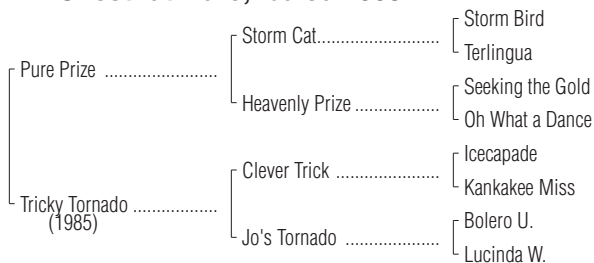 Storm Bird
Storm Cat
Terlingua
Pure Prize
Seeking the Gold
Heavenly Prize
Oh What a Dance
Icecapade
Clever Trick
Kankakee Miss
Tricky Tornado
(1985)
Bolero U.
Jo's Tornado
Lucinda W.